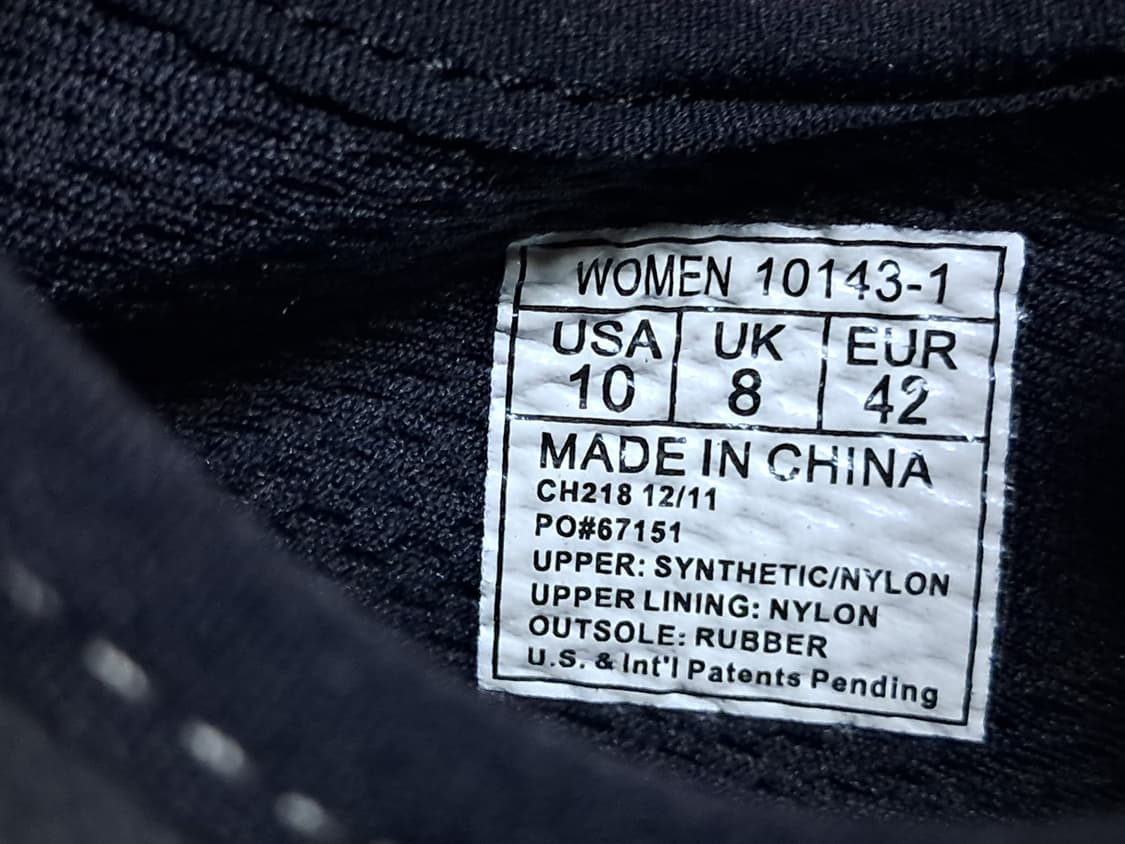 WOMEN 10143-1
USA UK EUR
10 8 42
MADE IN CHINA
CH218 12/11
PO#67151
UPPER: SYNTHETIC/NYLON
UPPER LINING: NYLON
OUTSOLE: RUBBER
U.S. & Int'l Patents Pending